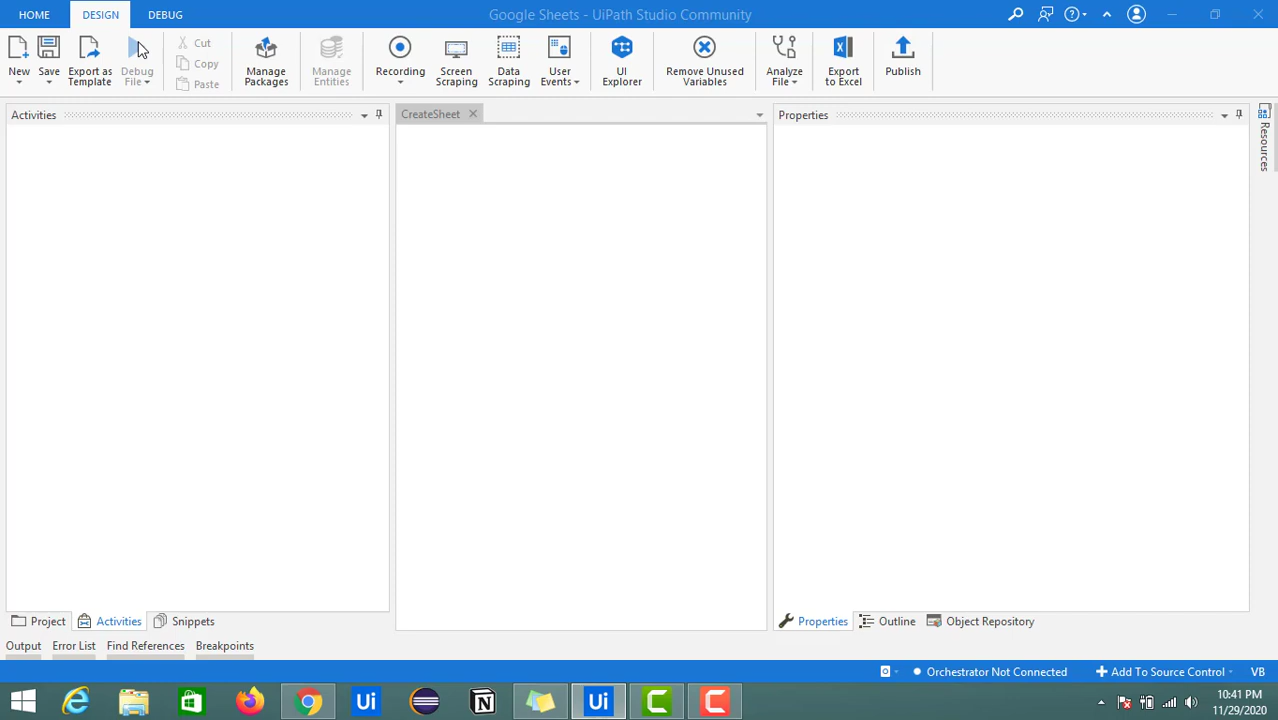 HOME DESIGN DEBUG Google Sheets - UiPath Studio Community
New Save Export as Template Debug File Cut Copy Paste Manage Packages Manage Entities Recording Screen Scraping Data Scraping User Events UI Explorer Remove Unused Variables Analyze File Export to Excel Publish
Activities CreateSheet Properties Resources
Project Activities Snippets Properties Outline Object Repository
Output Error List Find References Breakpoints
Orchestrator Not Connected Add To Source Control VB
Ui Ui 10:41 PM
11/29/2020